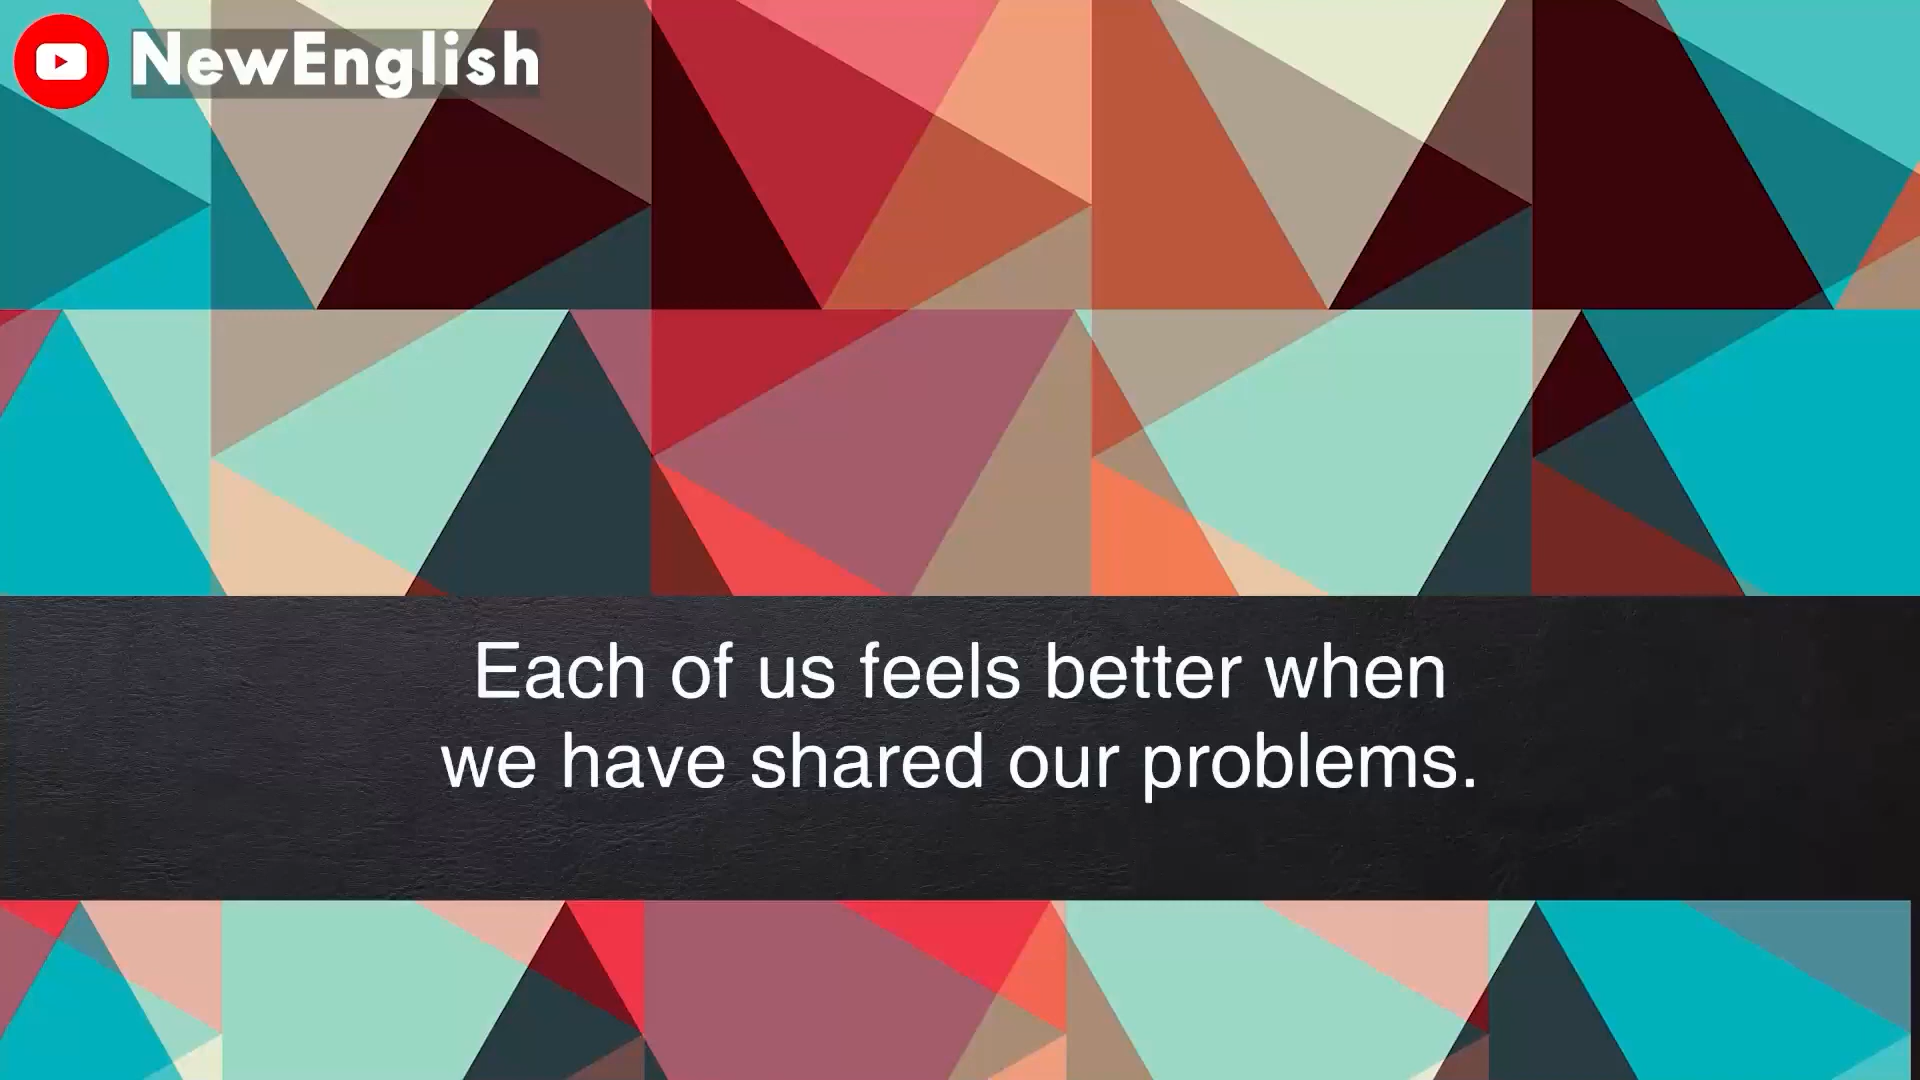 NewEnglish
Each of us feels better when
we have shared our problems.